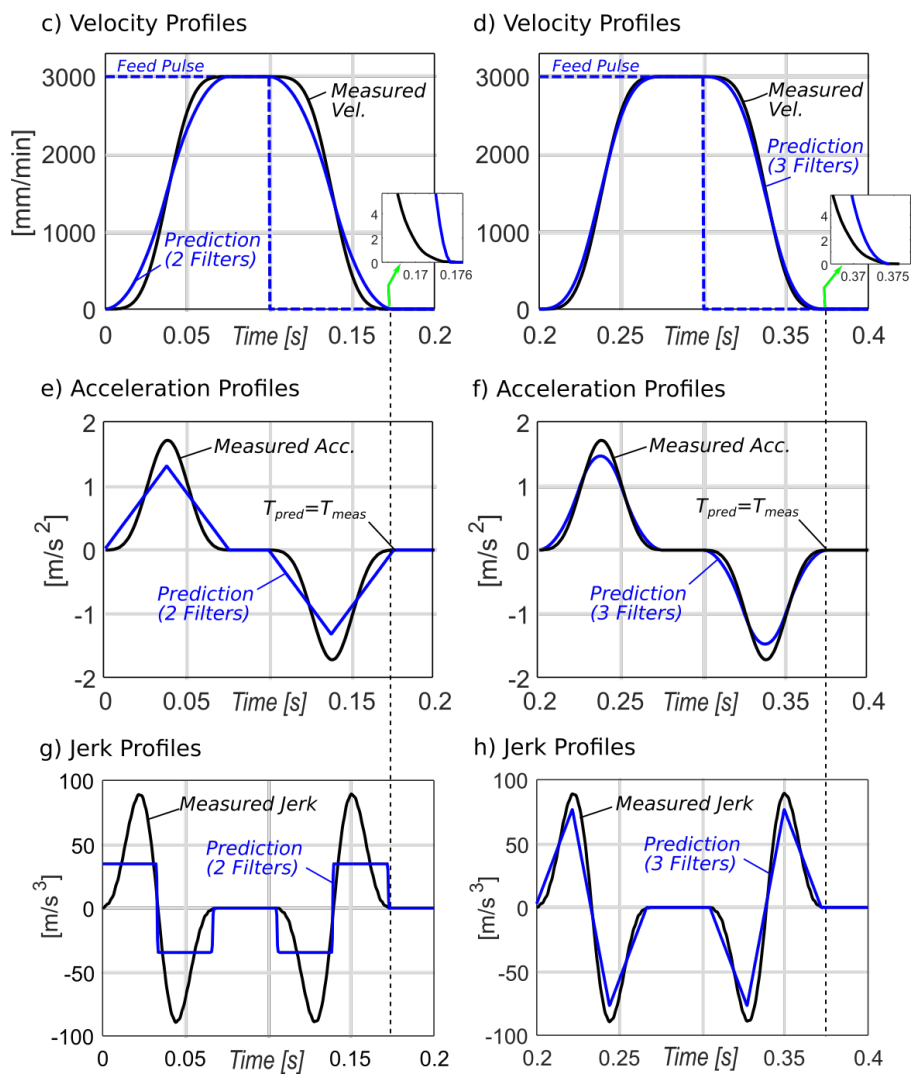 c) Velocity Profiles
d) Velocity Profiles
[mm/min]
3000
2000
1000
0
Feed Pulse
Measured
Vel.
Prediction
(2 Filters)
4
2
0
0.17
0.176
0
0.05
Time [s]
0.15
0.2
3000
2000
1000
0
Feed Pulse
Measured
Vel.
Prediction
(3 Filters)
4
2
0
0.37
0.375
0.2
0.25
Time [s]
0.35
0.4
e) Acceleration Profiles
f) Acceleration Profiles
[m/s²]
2
1
0
-1
-2
Measured Acc.
Tpred=Tmeas
Prediction
(2 Filters)
0
0.05
Time [s]
0.15
0.2
[m/s²]
2
1
0
-1
-2
Measured Acc.
Tpred=Tmeas
Prediction
(3 Filters)
0.2
0.25
Time [s]
0.35
0.4
g) Jerk Profiles
h) Jerk Profiles
[m/s³]
100
50
0
-50
-100
Measured Jerk
Prediction
(2 Filters)
0
0.05
Time [s]
0.15
0.2
[m/s³]
100
50
0
-50
-100
Measured Jerk
Prediction
(3 Filters)
0.2
0.25
Time [s]
0.35
0.4